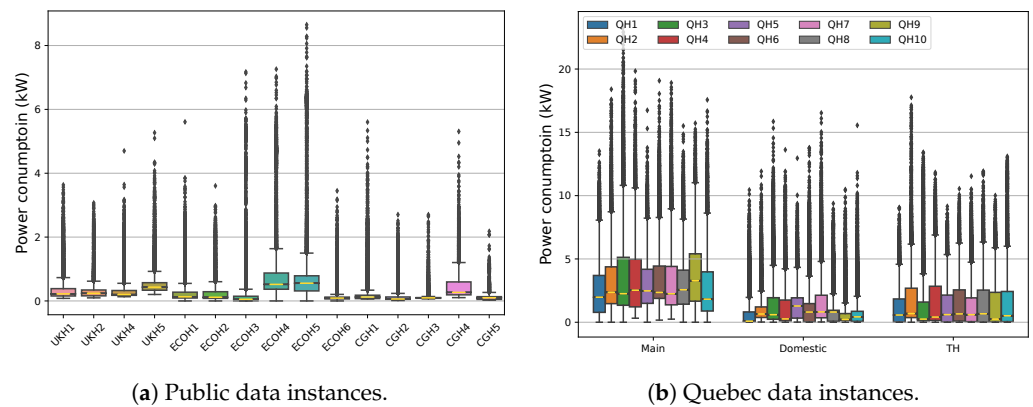 Power comsumptoin (kW)
8
6
4
2
0
UKH1 UKH2 UKH4 UKH5 ECOH1 ECOH2 ECOH3 ECOH4 ECOH5 ECOH6 CGH1 CGH2 CGH3 CGH4 CGH5
(a) Public data instances.
Power conumptoin (kW)
20
15
10
5
0
QH1 QH3 QH5 QH7 QH9
QH2 QH4 QH6 QH8 QH10
Main Domestic TH
(b) Quebec data instances.